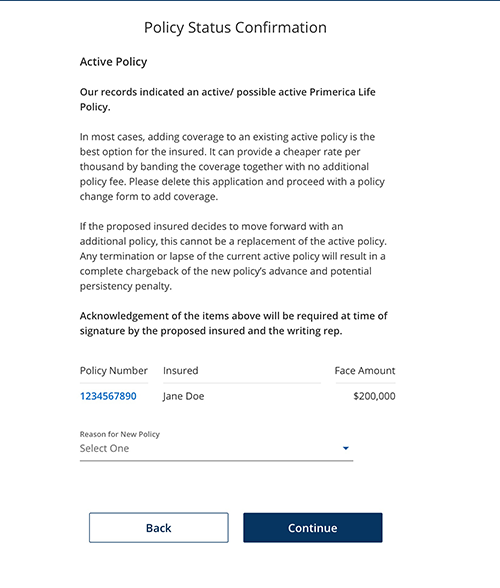 Policy Status Confirmation
Active Policy
Our records indicated an active/ possible active Primerica Life
Policy.
In most cases, adding coverage to an existing active policy is the
best option for the insured. It can provide a cheaper rate per
thousand by banding the coverage together with no additional
policy fee. Please delete this application and proceed with a policy
change form to add coverage.
If the proposed insured decides to move forward with an
additional policy, this cannot be a replacement of the active policy.
Any termination or lapse of the current active policy will result in a
complete chargeback of the new policy's advance and potential
persistency penalty.
Acknowledgement of the items above will be required at time of
signature by the proposed insured and the writing rep.
Policy Number Insured Face Amount
1234567890 Jane Doe $200,000
Reason for New Policy
Select One
Back Continue